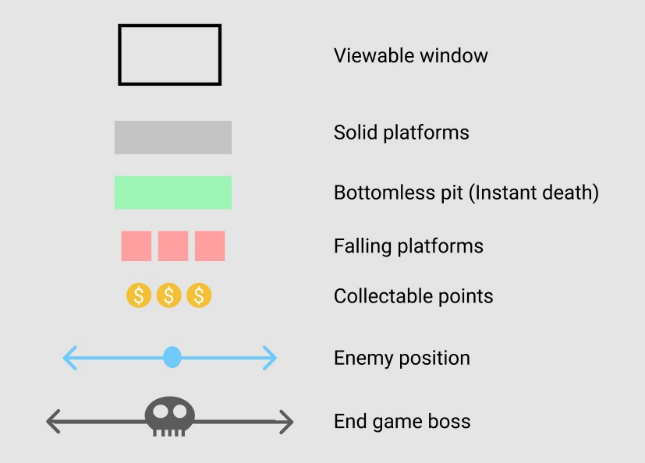 Viewable window
Solid platforms
Bottomless pit (Instant death)
Falling platforms
$ $ $ Collectable points
Enemy position
End game boss